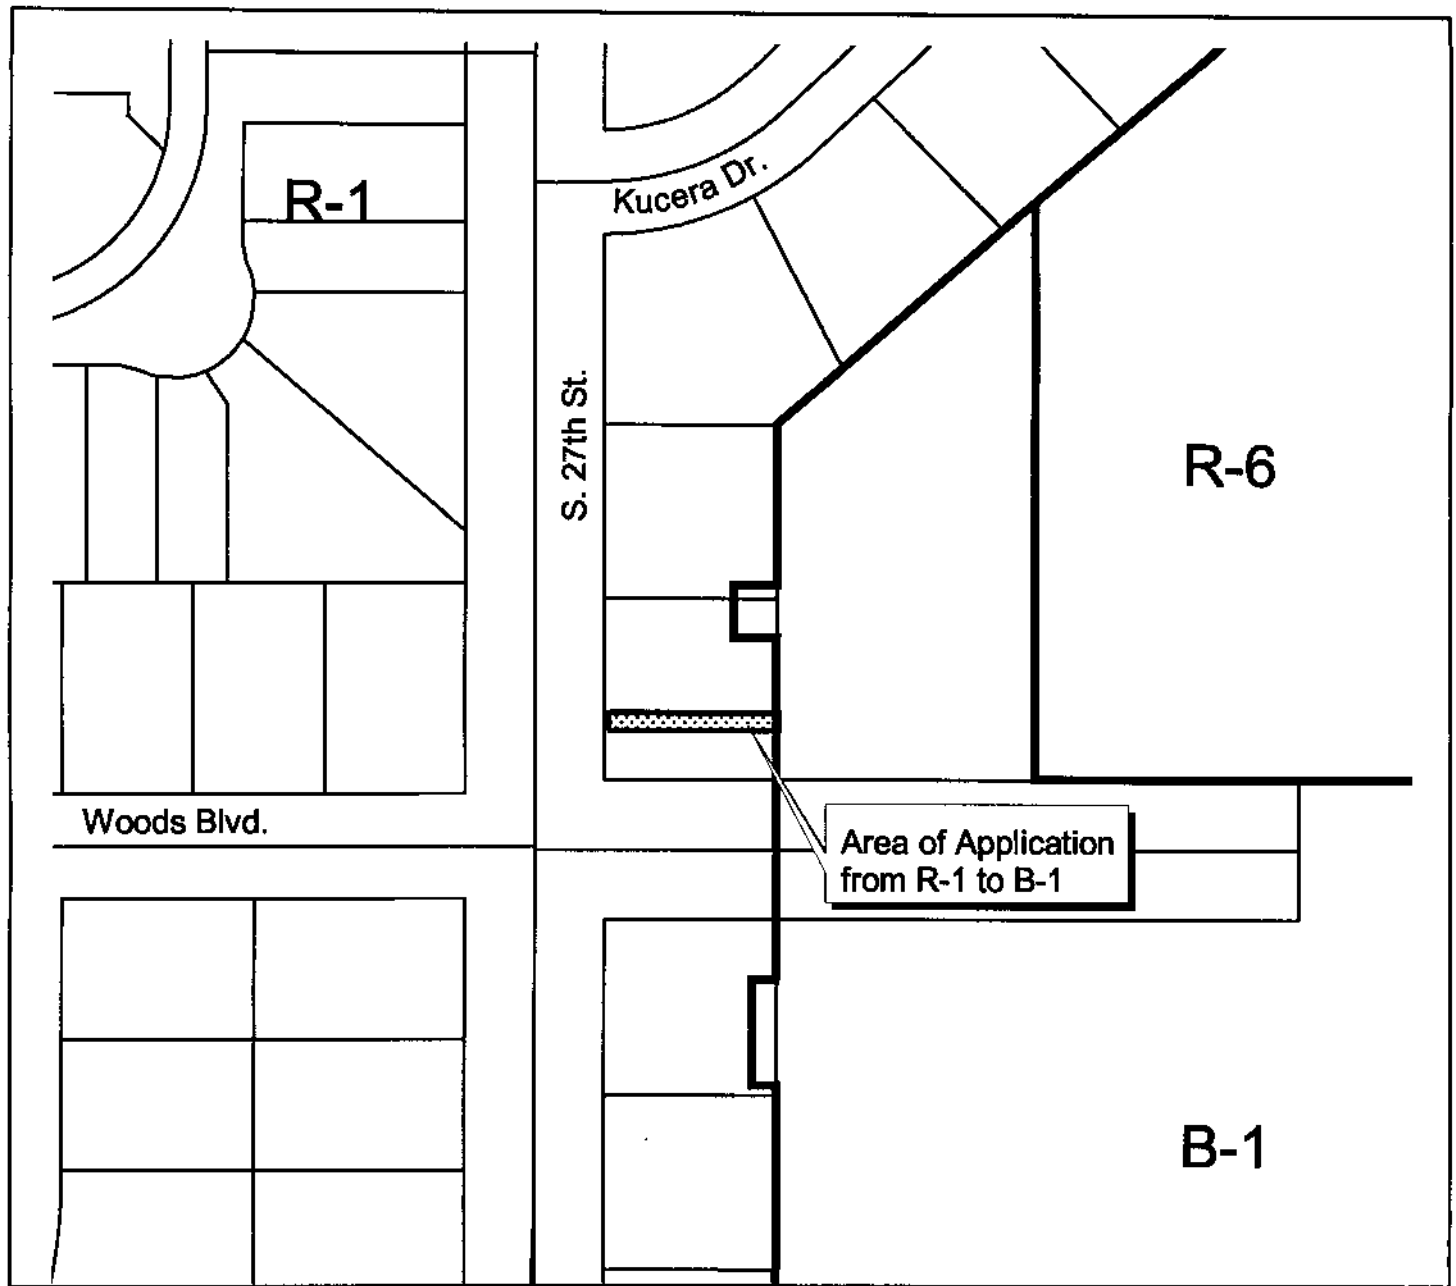 R-1
Kucera Dr.
S. 27th St.
R-6
Woods Blvd.
Area of Application
from R-1 to B-1
B-1